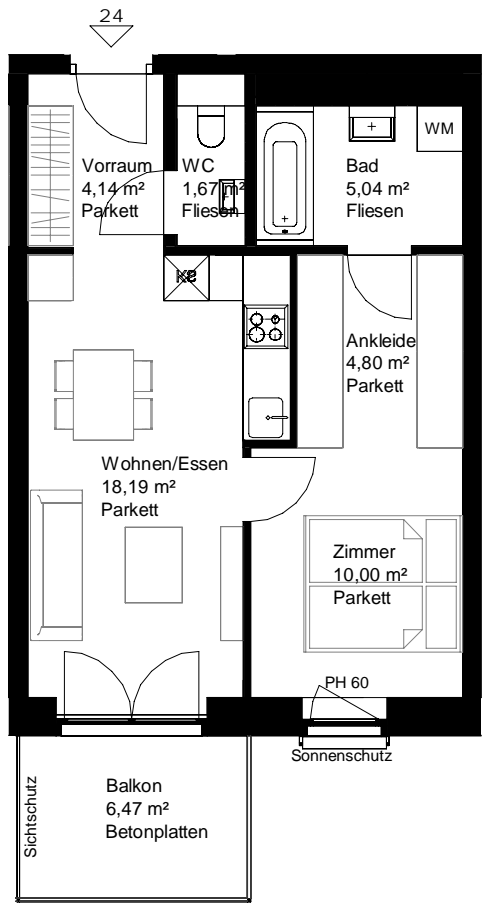 24
Vorraum
4,14 m²
Parkett
WC
1,67 m²
Fliesen
Bad
5,04 m²
Fliesen
WM
KS
Ankleide
4,80 m²
Parkett
Wohnen/Essen
18,19 m²
Parkett
Zimmer
10,00 m²
Parkett
PH 60
Sonnenschutz
Sichtschutz
Balkon
6,47 m²
Betonplatten